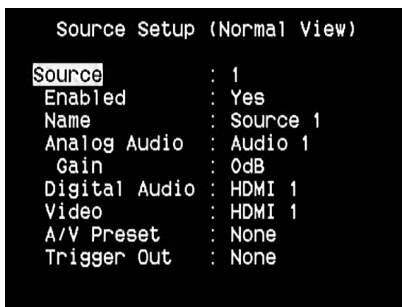 Source Setup (Normal View)
Source : 1
Enabled : Yes
Name : Source 1
Analog Audio : Audio 1
Gain : 0dB
Digital Audio : HDMI 1
Video : HDMI 1
A/V Preset : None
Trigger Out : None